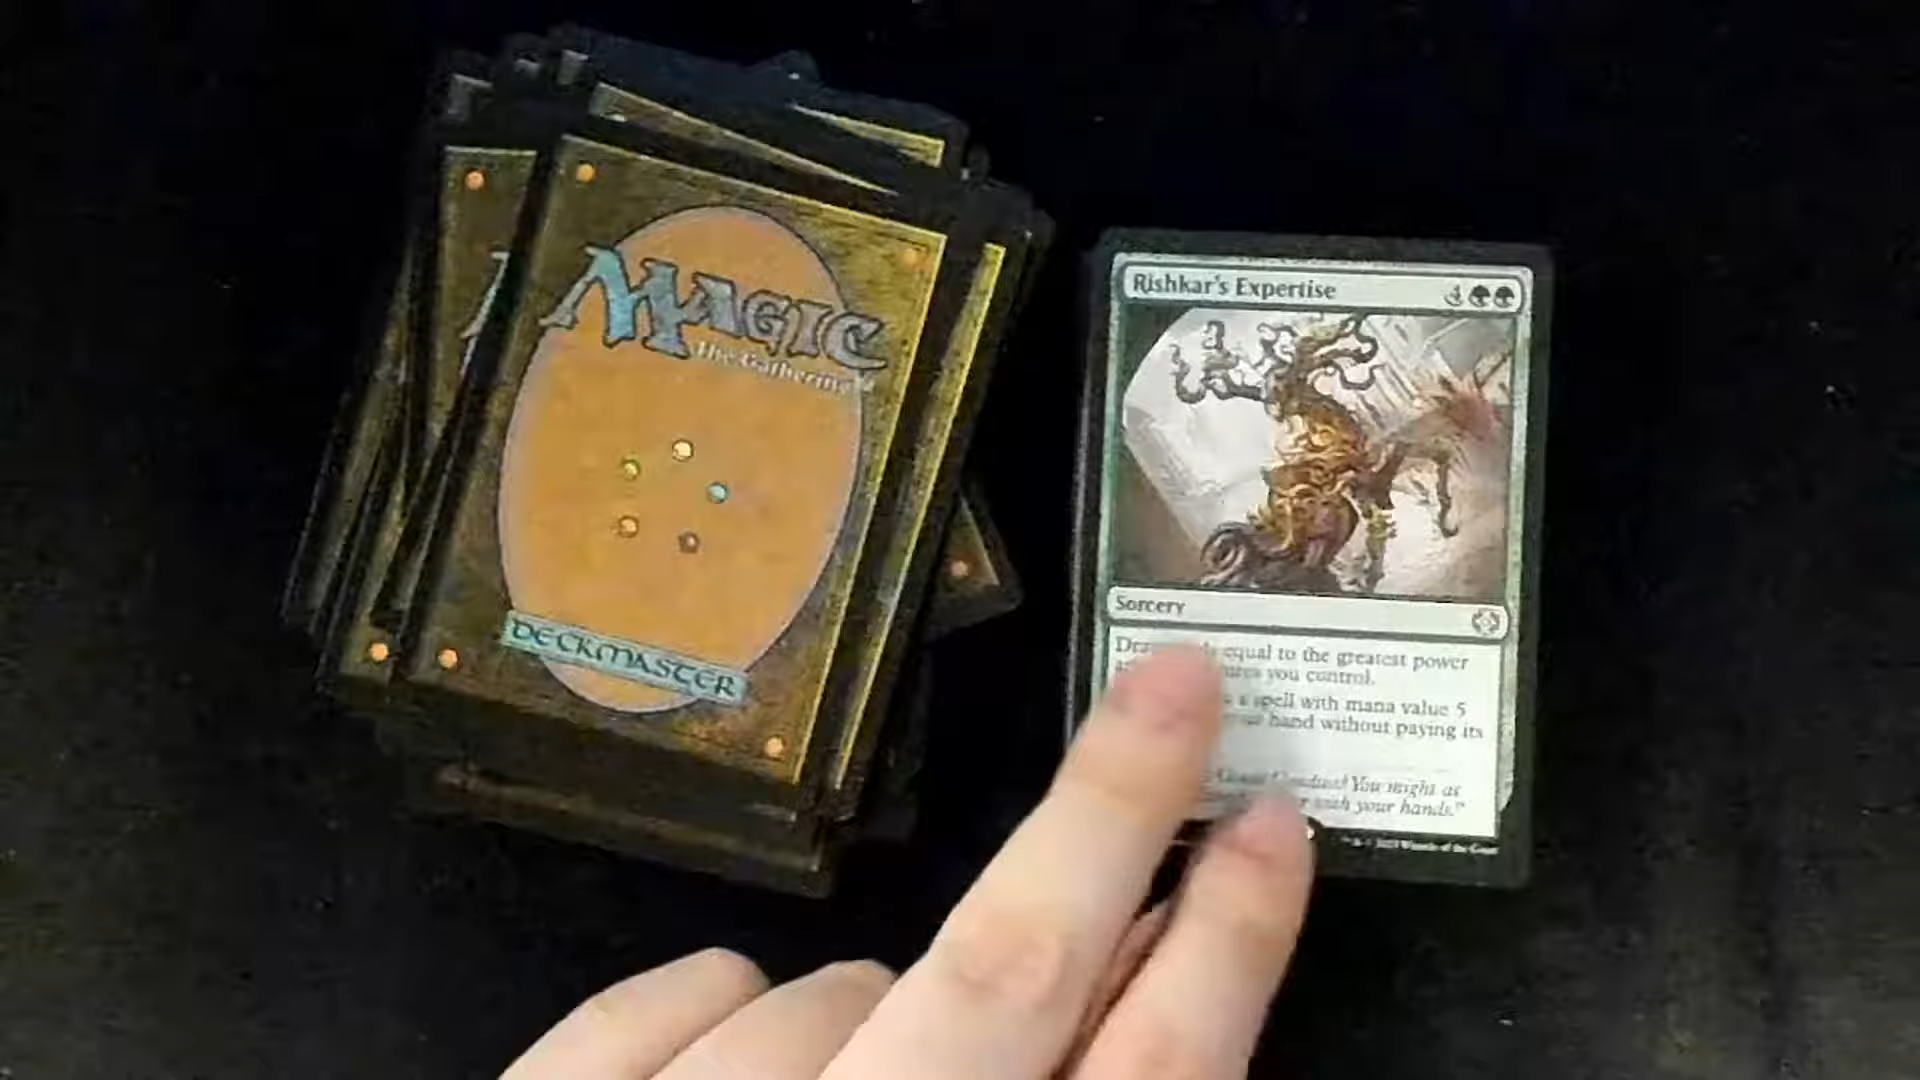 MAGIC
The Gathering
DECKMASTER
Rishkar's Expertise 4
Sorcery
equal to the greatest power
you control.
a spell with mana value 5
hand without paying its
You might as
with your hands."